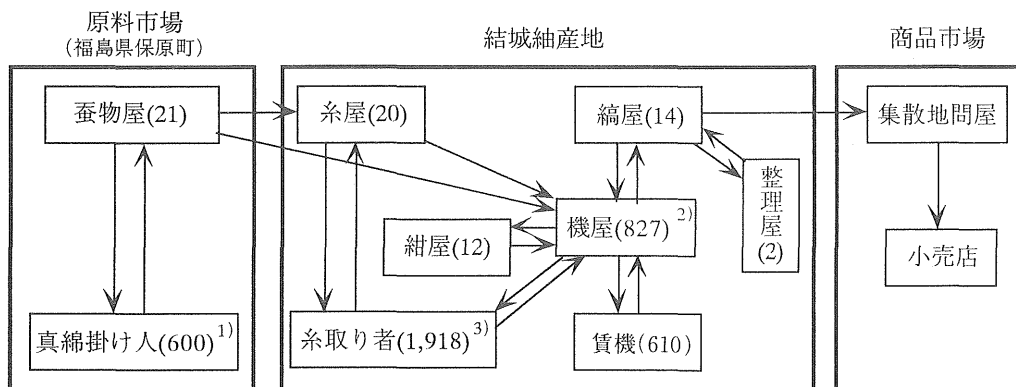 原料市場
(福島県保原町)
結城紬産地
商品市場
蚕物屋(21)
糸屋(20)
縞屋(14)
集散地問屋
整理屋(2)
機屋(827)2)
紺屋(12)
小売店
真綿掛け人(600)1)
糸取り者(1,918)3)
賃機(610)